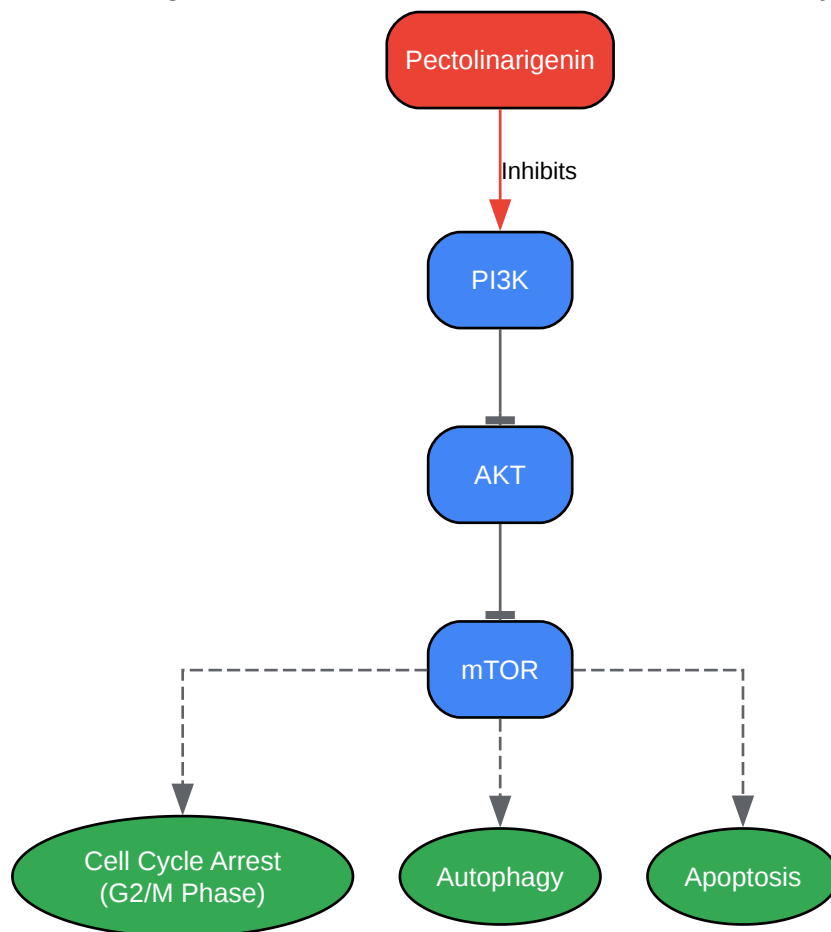 Pectolinarigenin
Inhibits
PI3K
AKT
mTOR
Cell Cycle Arrest
(G2/M Phase)
Autophagy
Apoptosis